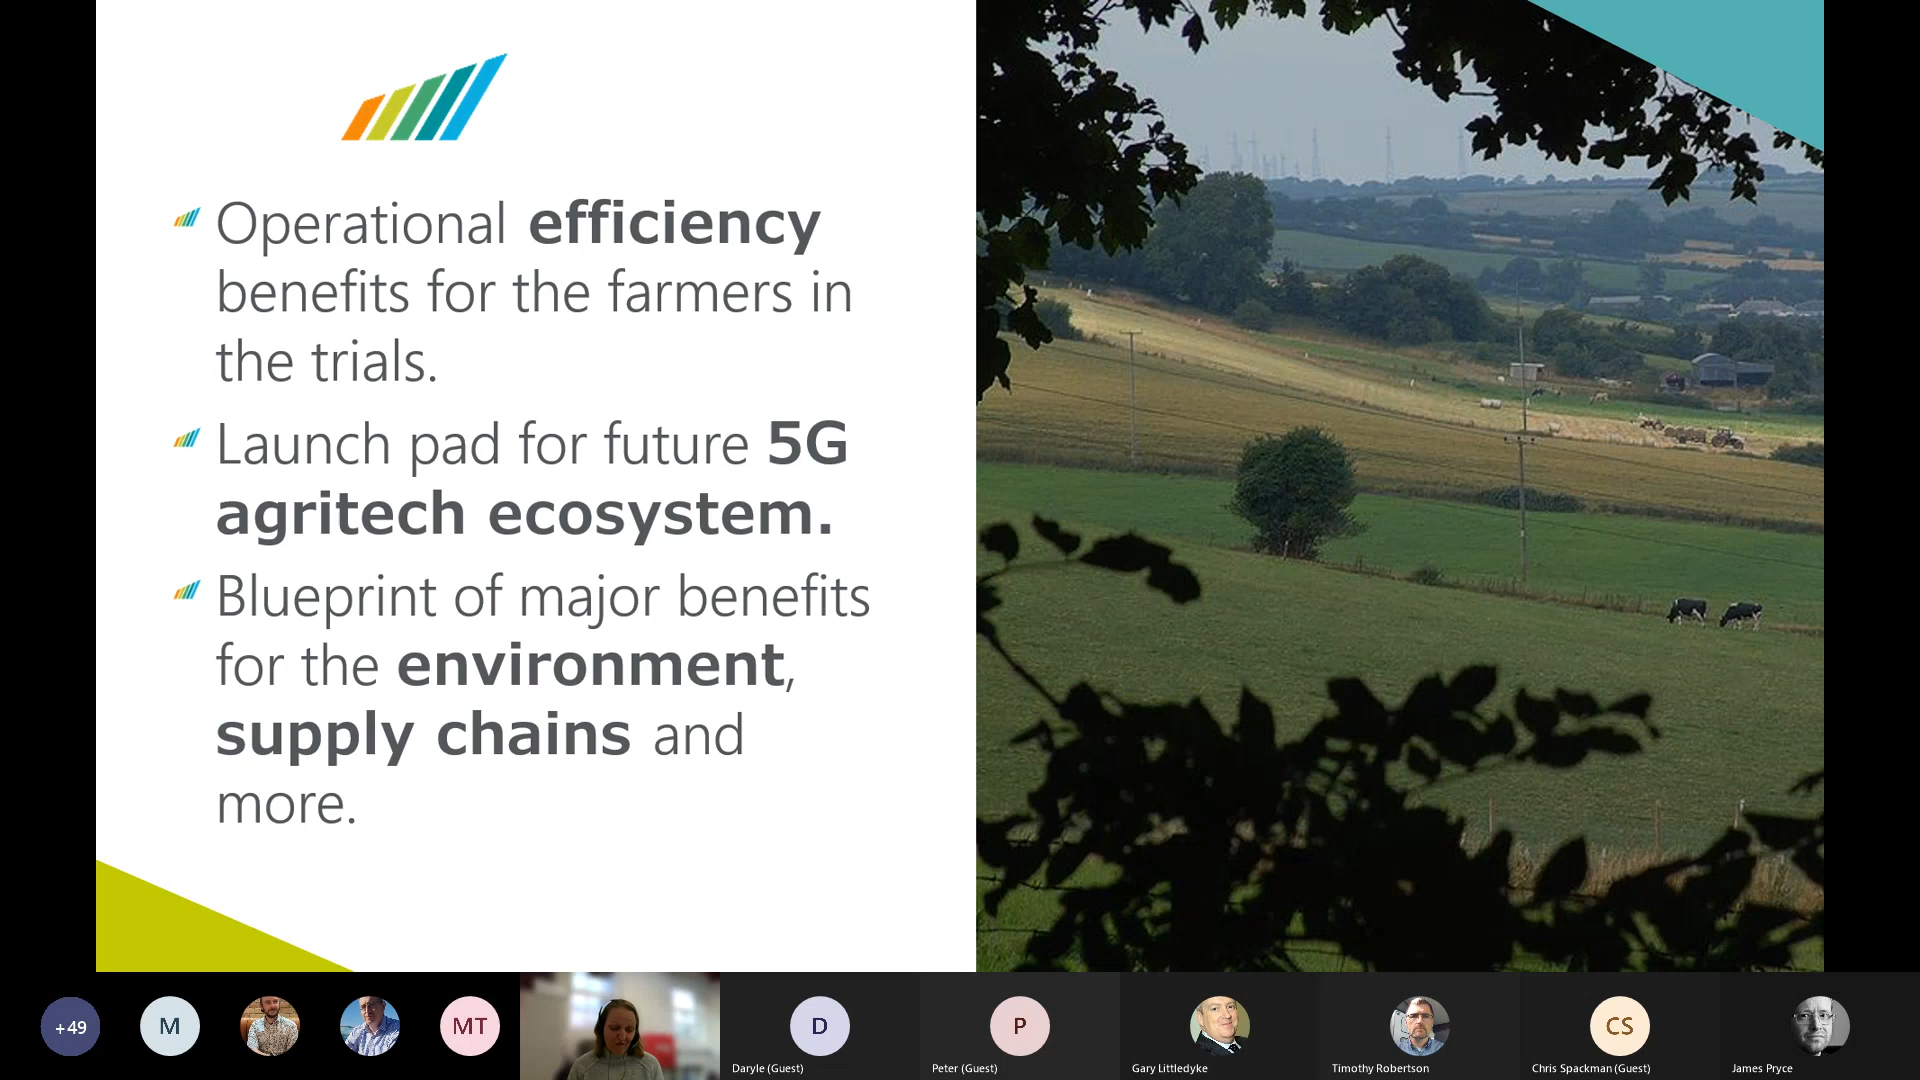 Operational efficiency
benefits for the farmers in
the trials.
Launch pad for future 5G
agritech ecosystem.
Blueprint of major benefits
for the environment,
supply chains and
more.
+49
M
MT
D
P
CS
Daryle (Guest)
Peter (Guest)
Gary Littledyke
Timothy Robertson
Chris Spackman (Guest)
James Pryce